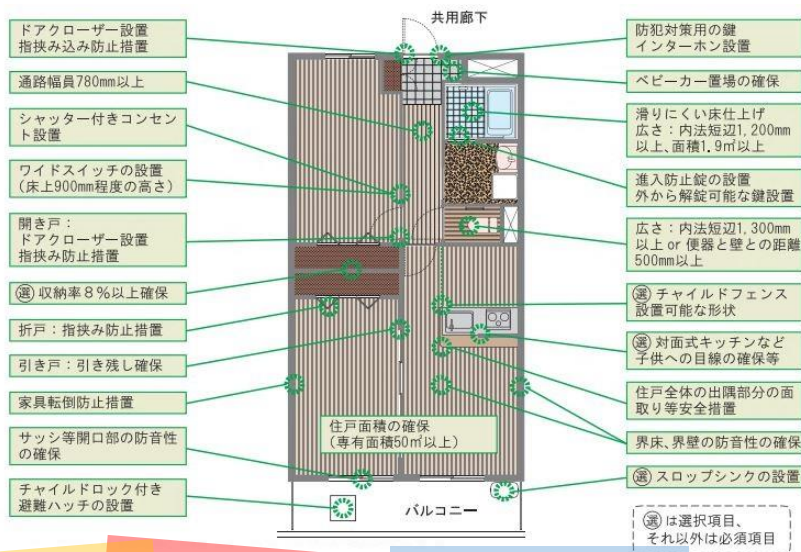 共用廊下
ドアクローザー設置
指挟み込み防止措置
通路幅員780mm以上
シャッター付きコンセント
設置
ワイドスイッチの設置
(床上900mm程度の高さ)
開き戸:
ドアクローザー設置
指挟み防止措置
選 収納率8%以上確保
折戸:指挟み防止措置
引き戸:引き残し確保
家具転倒防止措置
サッシ等開口部の防音性
の確保
チャイルドロック付き
避難ハッチの設置
住戸面積の確保
(専有面積50㎡以上)
バルコニー
防犯対策用の鍵
インターホン設置
ベビーカー置場の確保
滑りにくい床仕上げ
広さ:内法短辺1,200mm
以上、面積1.9㎡以上
進入防止錠の設置
外から解錠可能な鍵設置
広さ:内法短辺1,300mm
以上 or 便器と壁との距離
500mm以上
選 チャイルドフェンス
設置可能な形状
選 対面式キッチンなど
子供への目線の確保等
住戸全体の出隅部分の面
取り等安全措置
界床、界壁の防音性の確保
選 スロップシンクの設置
選 は選択項目、
それ以外は必須項目